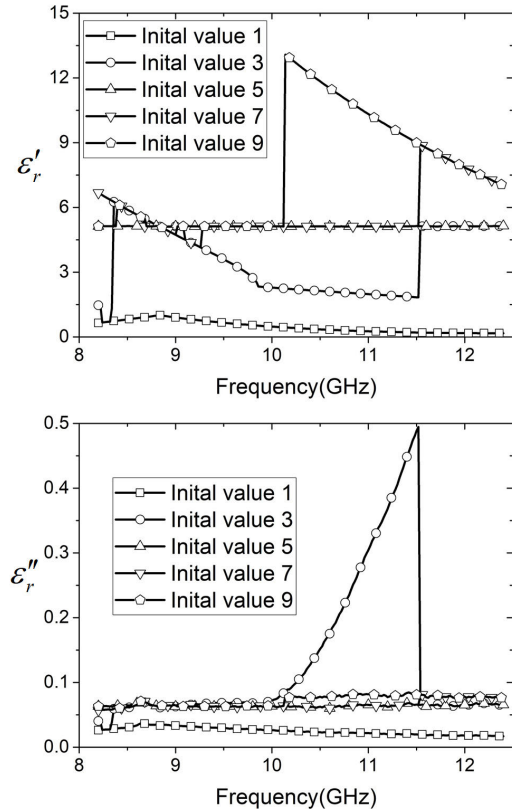 15
12
9
6
3
0
ε′r
Inital value 1
Inital value 3
Inital value 5
Inital value 7
Inital value 9
8 9 10 11 12
Frequency(GHz)
0.5
0.4
0.3
0.2
0.1
0.0
ε″r
Inital value 1
Inital value 3
Inital value 5
Inital value 7
Inital value 9
8 9 10 11 12
Frequency(GHz)